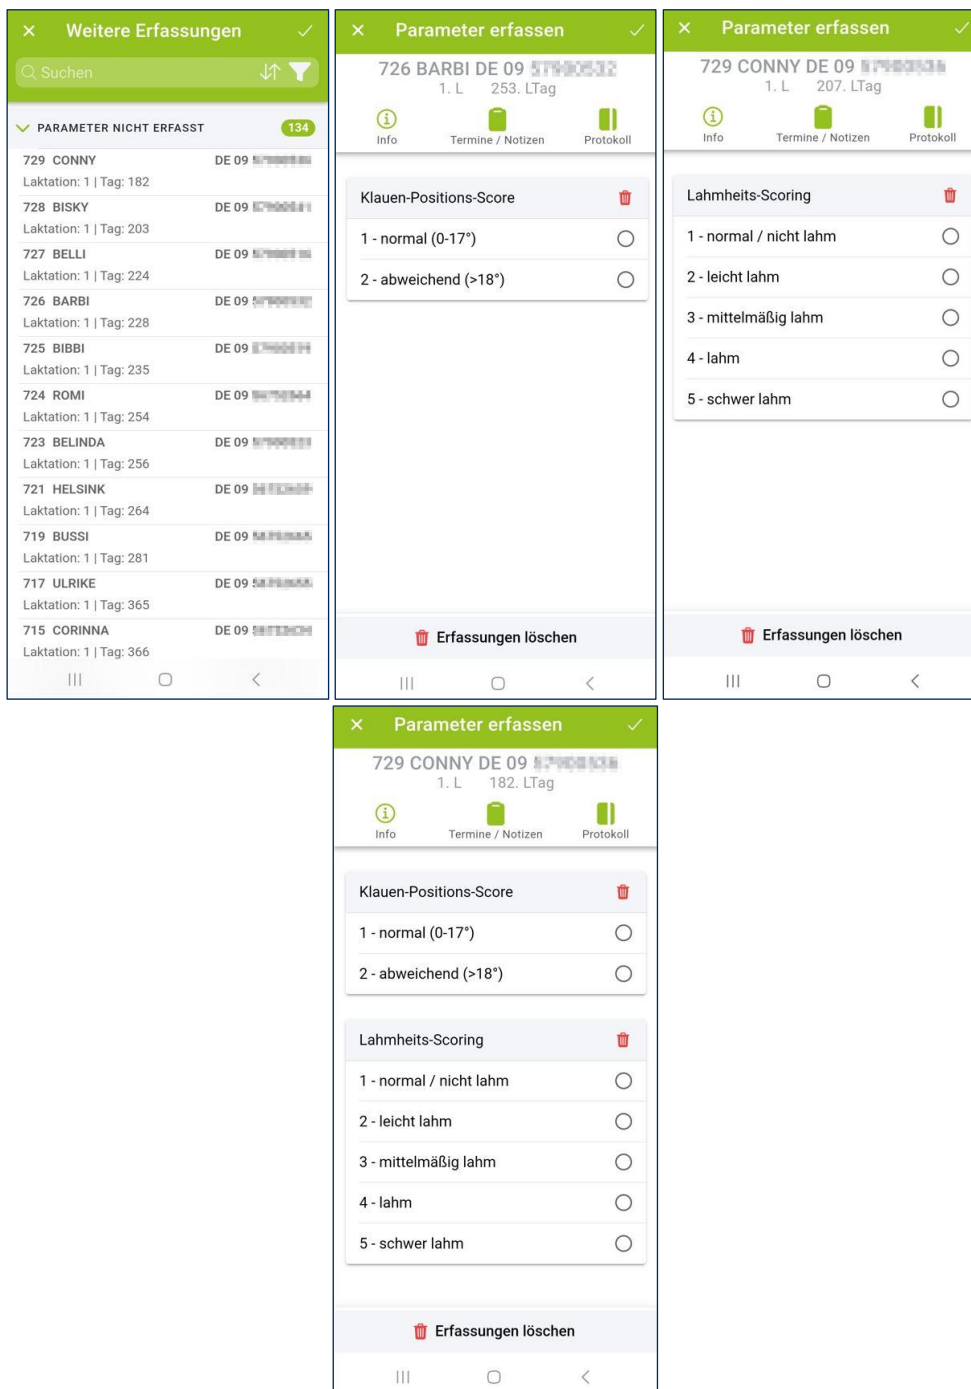 Weitere Erfassungen
Suchen
PARAMETER NICHT ERFASST 134
729 CONNY DE 09
Laktation: 1 | Tag: 182
728 BISKY DE 09
Laktation: 1 | Tag: 203
727 BELLI DE 09
Laktation: 1 | Tag: 224
726 BARBI DE 09
Laktation: 1 | Tag: 228
725 BIBBI DE 09
Laktation: 1 | Tag: 235
724 ROMI DE 09
Laktation: 1 | Tag: 254
723 BELINDA DE 09
Laktation: 1 | Tag: 256
721 HELSINK DE 09
Laktation: 1 | Tag: 264
719 BUSSI DE 09
Laktation: 1 | Tag: 281
717 ULRIKE DE 09
Laktation: 1 | Tag: 365
715 CORINNA DE 09
Laktation: 1 | Tag: 366
Parameter erfassen
726 BARBI DE 09
1. L 253. LTag
Info Termine / Notizen Protokoll
Klauen-Positions-Score
1 - normal (0-17°)
2 - abweichend (>18°)
Erfassungen löschen
Parameter erfassen
729 CONNY DE 09
1. L 207. LTag
Info Termine / Notizen Protokoll
Lahmheits-Scoring
1 - normal / nicht lahm
2 - leicht lahm
3 - mittelmäßig lahm
4 - lahm
5 - schwer lahm
Erfassungen löschen
Parameter erfassen
729 CONNY DE 09
1. L 182. LTag
Info Termine / Notizen Protokoll
Klauen-Positions-Score
1 - normal (0-17°)
2 - abweichend (>18°)
Lahmheits-Scoring
1 - normal / nicht lahm
2 - leicht lahm
3 - mittelmäßig lahm
4 - lahm
5 - schwer lahm
Erfassungen löschen